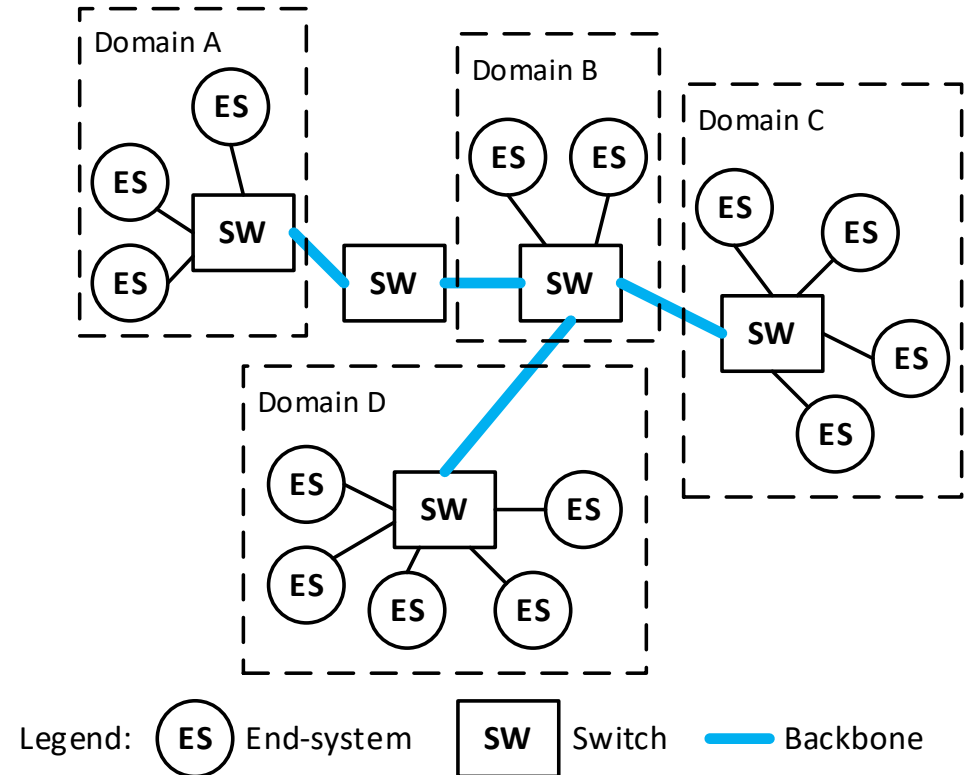 Domain A
ES
ES
ES
SW
SW
Domain B
ES
ES
SW
Domain C
ES
ES
SW
ES
ES
Domain D
ES
SW
ES
ES
ES
ES
Legend:
ES
End-system
SW
Switch
Backbone